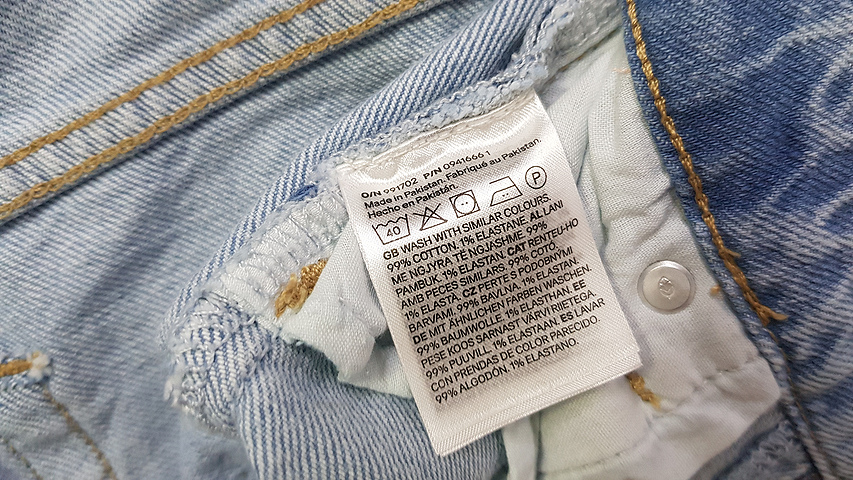 O/N 991702 P/N 0941666 1
Made in Pakistan. Fabriqué au Pakistan.
Hecho en Pakistán.
40 P
GB WASH WITH SIMILAR COLOURS
99% COTTON. 1% ELASTANE. AL LANI
ME NGJYRA TË NGJASHME. 99%
PAMBUK. 1% ELASTAN. CAT RENTEU-HO
AMB PECES SIMILARS. 99% COTÓ.
1% ELASTÀ. CZ PERTE S PODOBNÝMI
BARVAMI. 99% BAVLNA. 1% ELASTAN.
DE MIT ÄHNLICHEN FARBEN WASCHEN.
99% BAUMWOLLE. 1% ELASTHAN. EE
PESE KOOS SARNAST VÄRVI RIIETEGA.
99% PUUVILL. 1% ELASTAAN. ES LAVAR
CON PRENDAS DE COLOR PARECIDO.
99% ALGODÓN. 1% ELASTANO.